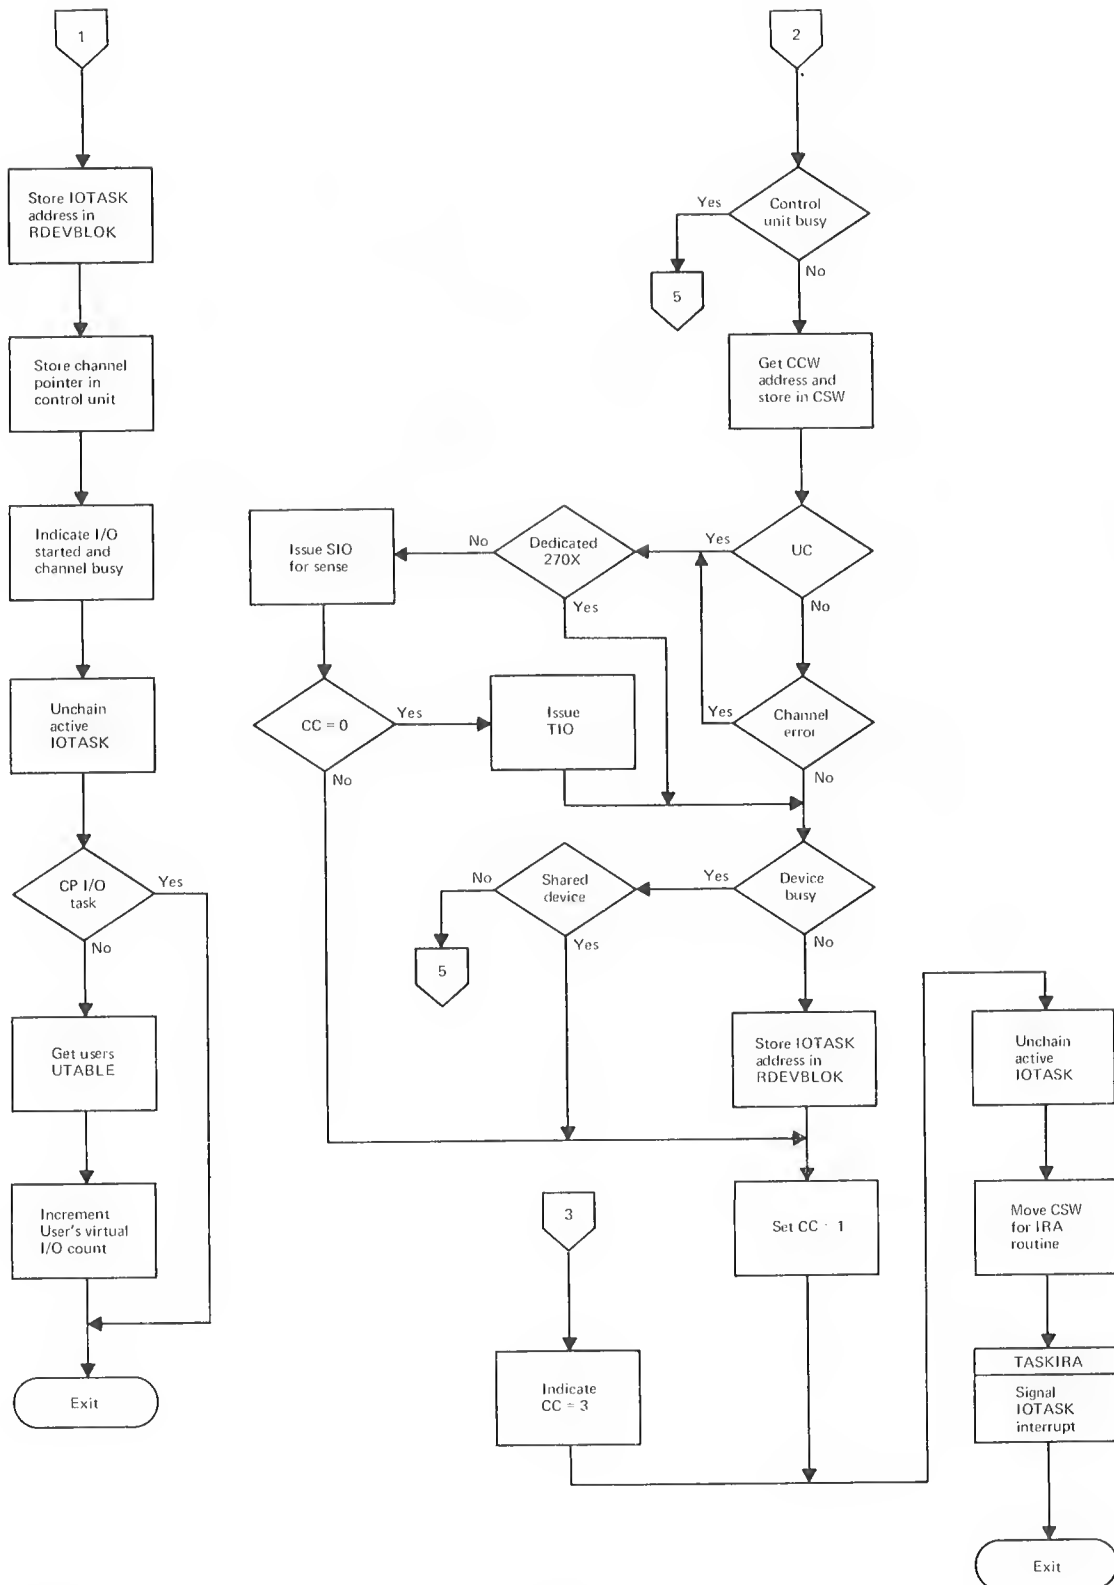 1
Store IOTASK
address in
RDEVBLOK
Store channel
pointer in
control unit
Indicate I/O
started and
channel busy
Unchain
active
IOTASK
CP I/O
task
Yes
No
Get users
UTABLE
Increment
User's virtual
I/O count
Exit
2
Control
unit busy
Yes
No
5
Get CCW
address and
store in CSW
UC
Yes
No
Dedicated
270X
No
Yes
Issue SIO
for sense
CC = 0
Yes
No
Issue
TIO
Channel
error
Yes
No
Device
busy
Yes
No
Shared
device
No
Yes
5
Store IOTASK
address in
RDEVBLOK
Set CC = 1
3
Indicate
CC = 3
Unchain
active
IOTASK
Move CSW
for IRA
routine
TASKIRA
Signal
IOTASK
interrupt
Exit